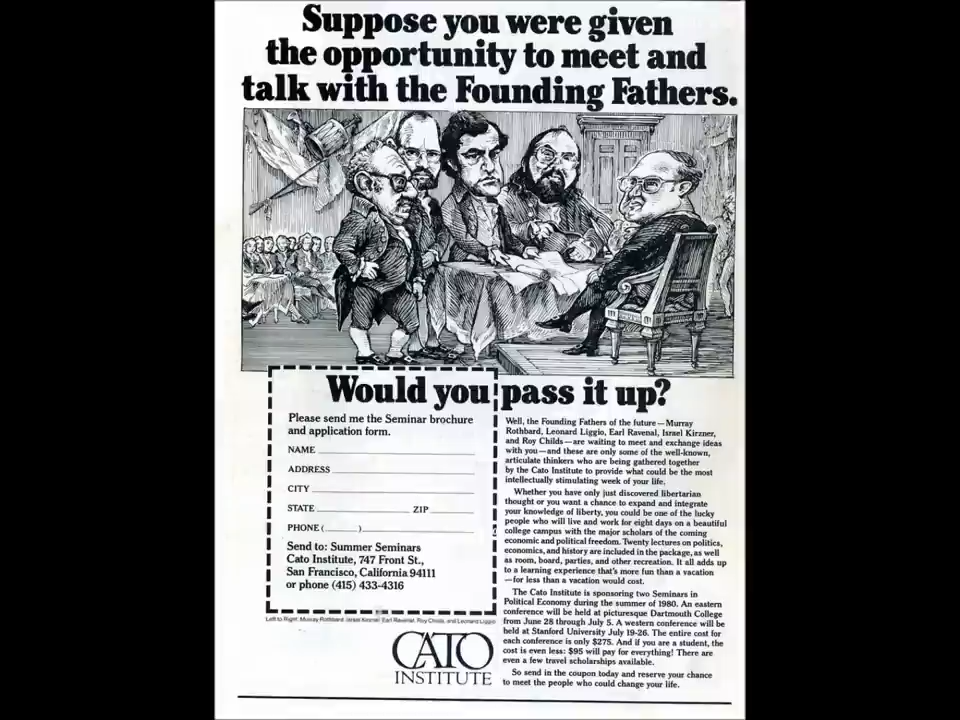 Suppose you were given
the opportunity to meet and
talk with the Founding Fathers.
Would you pass it up?
Please send me the Seminar brochure
and application form.
NAME
ADDRESS
CITY
STATE ZIP
PHONE ( )
Send to: Summer Seminars
Cato Institute, 747 Front St.,
San Francisco, California 94111
or phone (415) 433-4316
Left to Right: Murray Rothbard, Israel Kirzner, Earl Ravenal, Roy Childs, and Leonard Liggio
CATO
INSTITUTE
Well, the Founding Fathers of the future—Murray
Rothbard, Leonard Liggio, Earl Ravenal, Israel Kirzner,
and Roy Childs—are waiting to meet and exchange ideas
with you—and these are only some of the well-known,
articulate thinkers who are being gathered together
by the Cato Institute to provide what could be the most
intellectually stimulating week of your life.
Whether you have only just discovered libertarian
thought or you want a chance to expand and integrate
your knowledge of liberty, you could be one of the lucky
people who will live and work for eight days on a beautiful
college campus with the major scholars of the coming
economic and political freedom. Twenty lectures on politics,
economics, and history are included in the package, as well
as room, board, parties, and other recreation. It all adds up
to a learning experience that's more fun than a vacation
—for less than a vacation would cost.
The Cato Institute is sponsoring two Seminars in
Political Economy during the summer of 1980. An eastern
conference will be held at picturesque Dartmouth College
from June 28 through July 5. A western conference will be
held at Stanford University July 19-26. The entire cost for
each conference is only $275. And if you are a student, the
cost is even less: $95 will pay for everything! There are
even a few travel scholarships available.
So send in the coupon today and reserve your chance
to meet the people who could change your life.